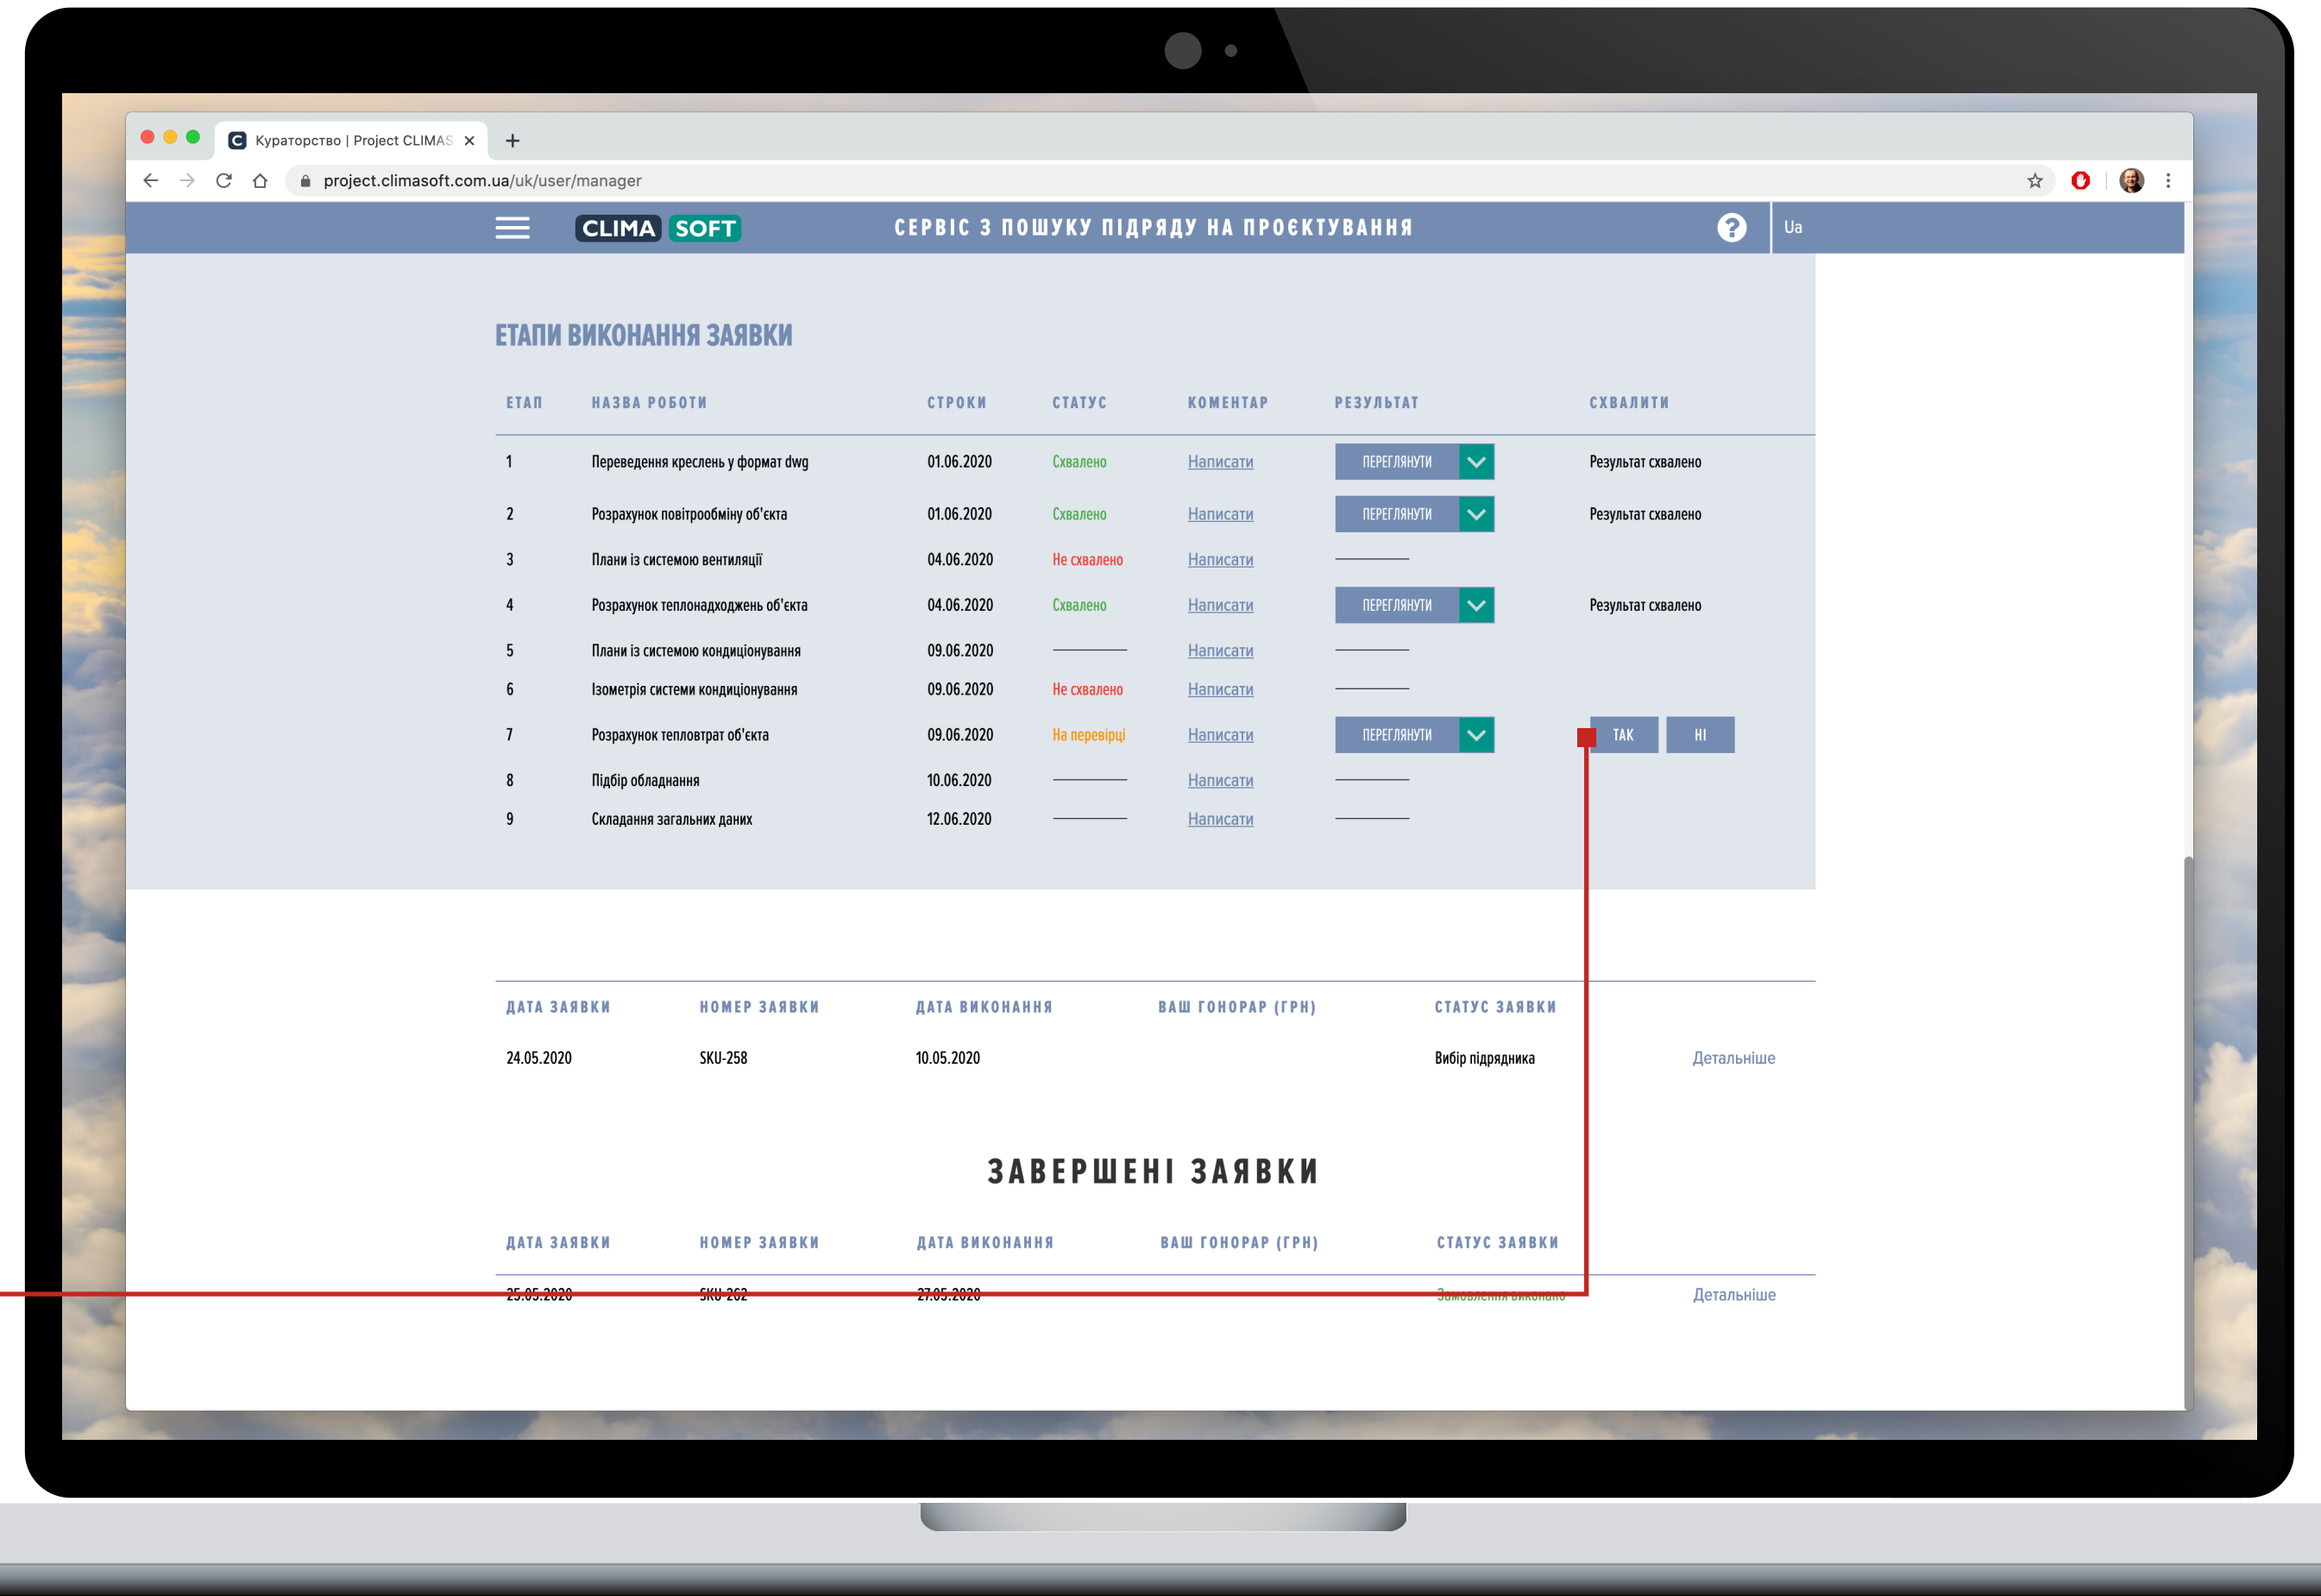 Кураторство | Project CLIMAS
project.climasoft.com.ua/uk/user/manager
CLIMA SOFT СЕРВІС З ПОШУКУ ПІДРЯДУ НА ПРОЄКТУВАННЯ ? Ua
ЕТАПИ ВИКОНАННЯ ЗАЯВКИ
ЕТАП НАЗВА РОБОТИ СТРОКИ СТАТУС КОМЕНТАР РЕЗУЛЬТАТ СХВАЛИТИ
1 Переведення креслень у формат dwg 01.06.2020 Схвалено Написати ПЕРЕГЛЯНУТИ Результат схвалено
2 Розрахунок повітрообміну об'єкта 01.06.2020 Схвалено Написати ПЕРЕГЛЯНУТИ Результат схвалено
3 Плани із системою вентиляції 04.06.2020 Не схвалено Написати
4 Розрахунок теплонадходжень об'єкта 04.06.2020 Схвалено Написати ПЕРЕГЛЯНУТИ Результат схвалено
5 Плани із системою кондиціонування 09.06.2020 Написати
6 Ізометрія системи кондиціонування 09.06.2020 Не схвалено Написати
7 Розрахунок тепловтрат об'єкта 09.06.2020 На перевірці Написати ПЕРЕГЛЯНУТИ ТАК НІ
8 Підбір обладнання 10.06.2020 Написати
9 Складання загальних даних 12.06.2020 Написати
ДАТА ЗАЯВКИ НОМЕР ЗАЯВКИ ДАТА ВИКОНАННЯ ВАШ ГОНОРАР (ГРН) СТАТУС ЗАЯВКИ
24.05.2020 SKU-258 10.05.2020 Вибір підрядника Детальніше
ЗАВЕРШЕНІ ЗАЯВКИ
ДАТА ЗАЯВКИ НОМЕР ЗАЯВКИ ДАТА ВИКОНАННЯ ВАШ ГОНОРАР (ГРН) СТАТУС ЗАЯВКИ
25.05.2020 SKU-262 27.05.2020 Замовлення виконано Детальніше